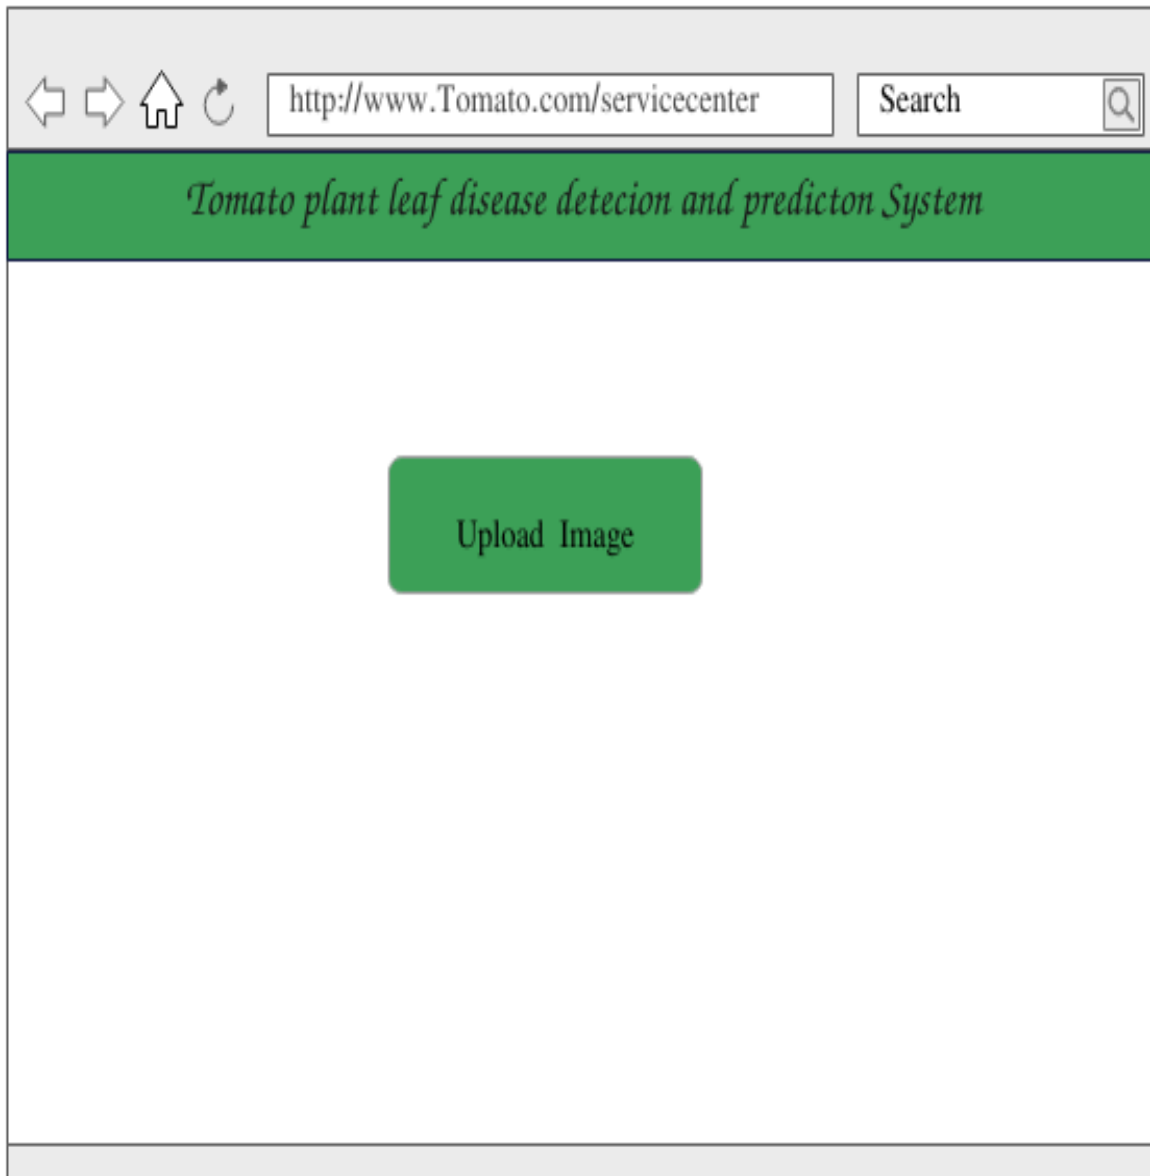 http://www.Tomato.com/servicecenter
Search
Tomato plant leaf disease detecion and predicton System
Upload Image